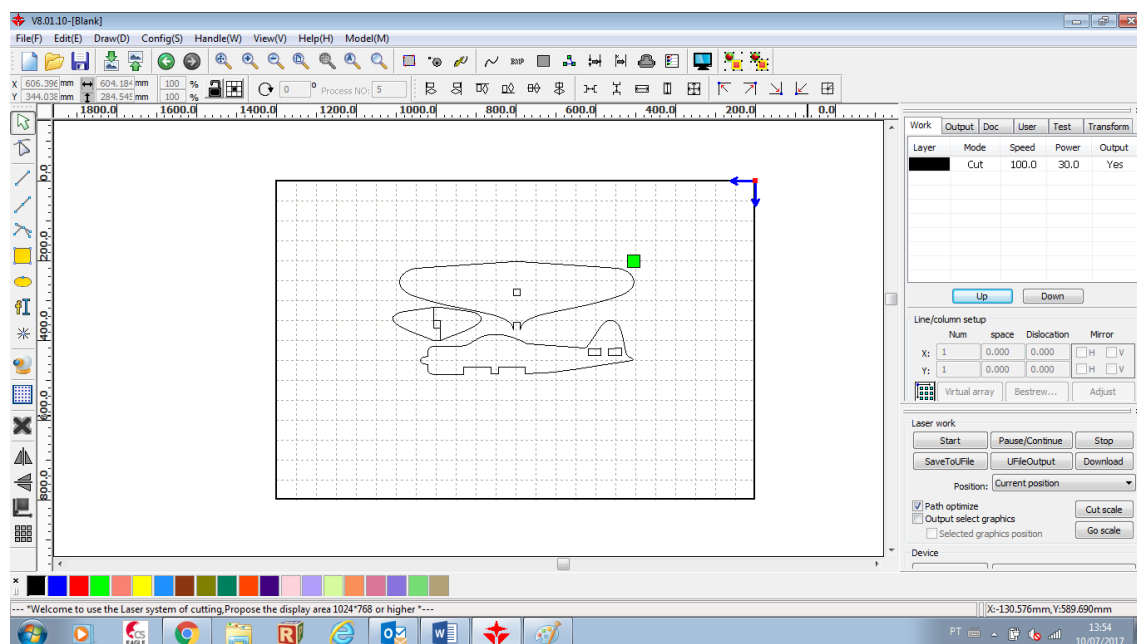 V8.01.10-[Blank]
File(F) Edit(E) Draw(D) Config(S) Handle(W) View(V) Help(H) Model(M)
BMP
X 606.396 mm 604.184 mm 100 %
Y 344.038 mm 284.545 mm 100 %
0 ° Process NO: 5
1800.0 1600.0 1400.0 1200.0 1000.0 800.0 600.0 400.0 200.0 0.0
0.0
200.0
400.0
600.0
800.0
Work Output Doc User Test Transform
Layer Mode Speed Power Output
Cut 100.0 30.0 Yes
Up Down
Line/column setup
Num space Dislocation Mirror
X: 1 0.000 0.000 H V
Y: 1 0.000 0.000 H V
Virtual array Bestrew... Adjust
Laser work
Start Pause/Continue Stop
SaveToUFile UFileOutput Download
Position: Current position
Path optimize
Output select graphics
Selected graphics position
Cut scale
Go scale
Device
--- *Welcome to use the Laser system of cutting,Propose the display area 1024*768 or higher *---
X:-130.576mm,Y:589.690mm
CS
EAGLE
PT
13:54
10/07/2017